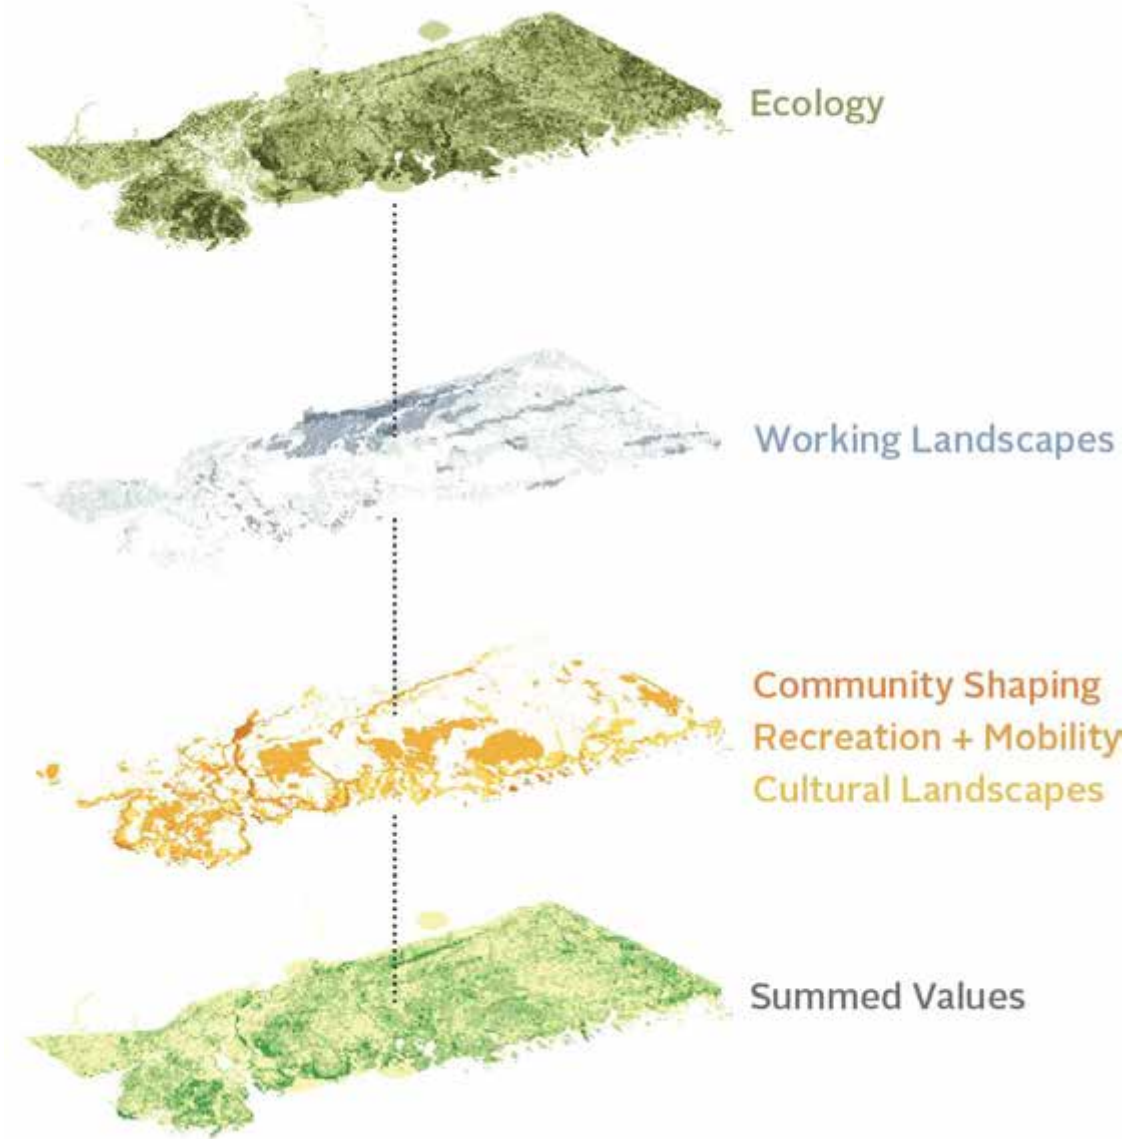 Ecology
Working Landscapes
Community Shaping
Recreation + Mobility
Cultural Landscapes
Summed Values